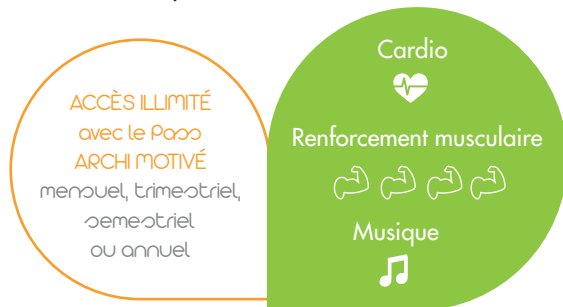 ACCÈS ILLIMITÉ
avec le Pass
ARCHI MOTIVÉ
mensuel, trimestriel,
semestriel
ou annuel
Cardio
Renforcement musculaire
Musique